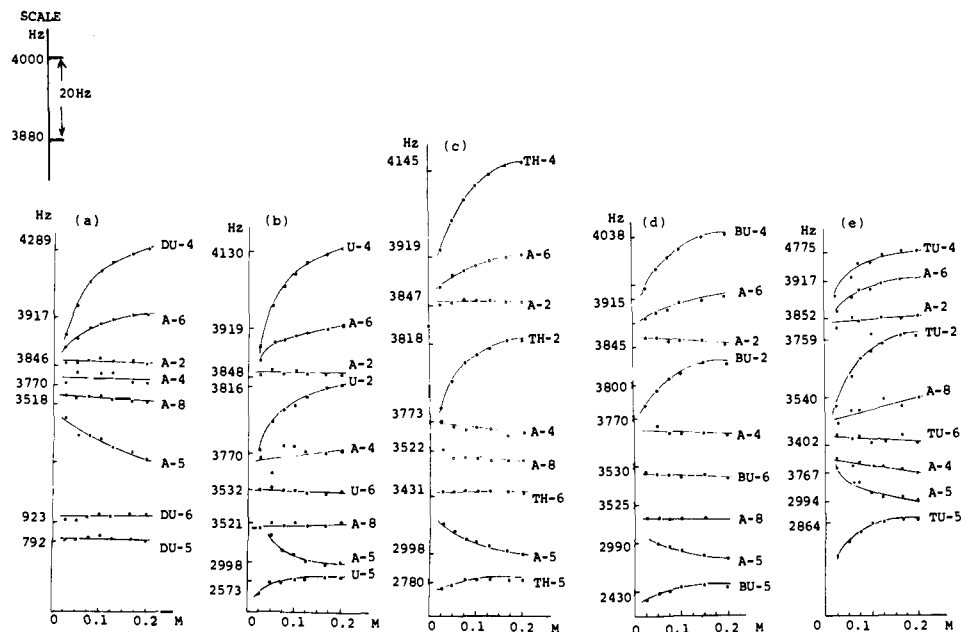 SCALE
Hz
4000
20Hz
3880
Hz (a)
4289
3917
3846
3770
3518
923
792
DU-4
A-6
A-2
A-4
A-8
A-5
DU-6
DU-5
0 0.1 0.2 M
Hz (b)
4130
3919
3848
3816
3770
3532
3521
2998
2573
U-4
A-6
A-2
U-2
A-4
U-6
A-8
A-5
U-5
0 0.1 0.2 M
Hz (c)
4145
3919
3847
3818
3773
3522
3431
2998
2780
TH-4
A-6
A-2
TH-2
A-4
A-8
TH-6
A-5
TH-5
0 0.1 0.2 M
Hz (d)
4038
3915
3845
3800
3770
3530
3525
2990
2430
BU-4
A-6
A-2
BU-2
A-4
BU-6
A-8
A-5
BU-5
0 0.1 0.2 M
Hz (e)
4775
3917
3852
3759
3540
3402
3767
2994
2864
TU-4
A-6
A-2
TU-2
A-8
TU-6
A-4
A-5
TU-5
0 0.1 0.2 M